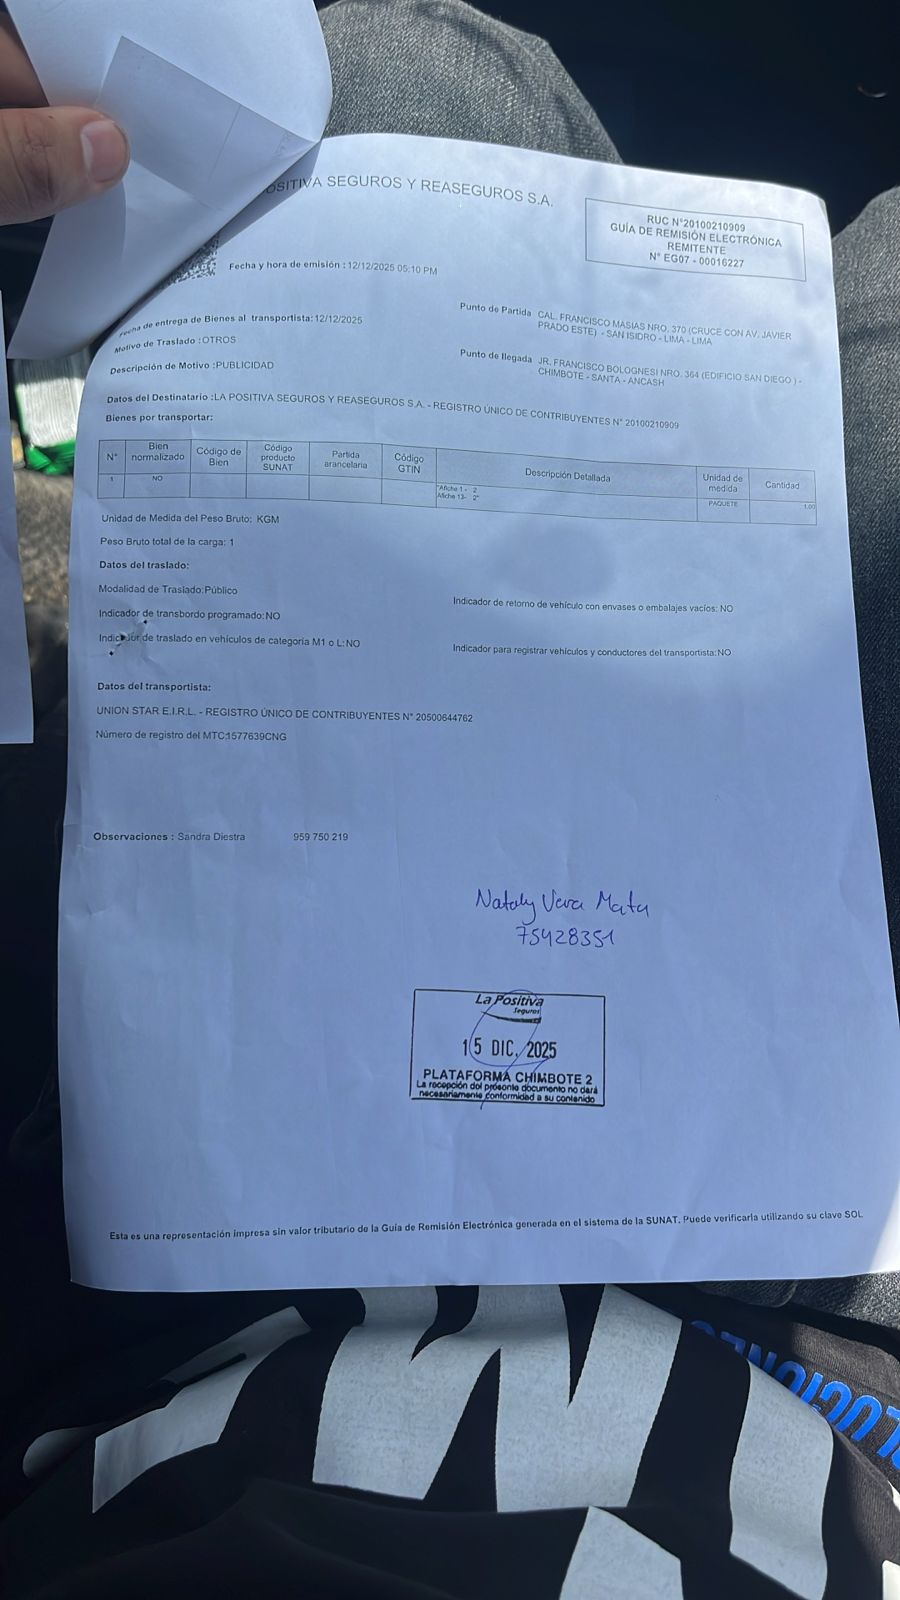 OSITIVA SEGUROS Y REASEGUROS S.A.
RUC N°20100210909
GUÍA DE REMISIÓN ELECTRÓNICA
REMITENTE
N° EG07 - 00016227
Fecha y hora de emisión : 12/12/2025 05:10 PM
Fecha de entrega de Bienes al transportista: 12/12/2025
Motivo de Traslado : OTROS
Descripción de Motivo : PUBLICIDAD
Punto de Partida CAL. FRANCISCO MASIAS NRO. 370 (CRUCE CON AV. JAVIER
PRADO ESTE) - SAN ISIDRO - LIMA - LIMA
Punto de llegada JR. FRANCISCO BOLOGNESI NRO. 364 (EDIFICIO SAN DIEGO ) -
CHIMBOTE - SANTA - ANCASH
Datos del Destinatario : LA POSITIVA SEGUROS Y REASEGUROS S.A. - REGISTRO ÚNICO DE CONTRIBUYENTES N° 20100210909
Bienes por transportar:
N° Bien normalizado Código de Bien Código producto SUNAT Partida arancelaria Código GTIN Descripción Detallada Unidad de medida Cantidad
1 NO "Afiche 1 - 2 PAQUETE 1.00
Afiche 13- 2"
Unidad de Medida del Peso Bruto: KGM
Peso Bruto total de la carga: 1
Datos del traslado:
Modalidad de Traslado: Público
Indicador de retorno de vehículo con envases o embalajes vacíos: NO
Indicador de transbordo programado: NO
Indicador de traslado en vehículos de categoría M1 o L: NO
Indicador para registrar vehículos y conductores del transportista: NO
Datos del transportista:
UNION STAR E.I.R.L. - REGISTRO ÚNICO DE CONTRIBUYENTES N° 20500644762
Número de registro del MTC:1577639CNG
Observaciones : Sandra Diestra 959 750 219
Nataly Vera Mata
75428351
La Positiva
Seguros
15 DIC. 2025
PLATAFORMA CHIMBOTE 2
La recepción del presente documento no dará
necesariamente conformidad a su contenido
Esta es una representación impresa sin valor tributario de la Guía de Remisión Electrónica generada en el sistema de la SUNAT. Puede verificarla utilizando su clave SOL